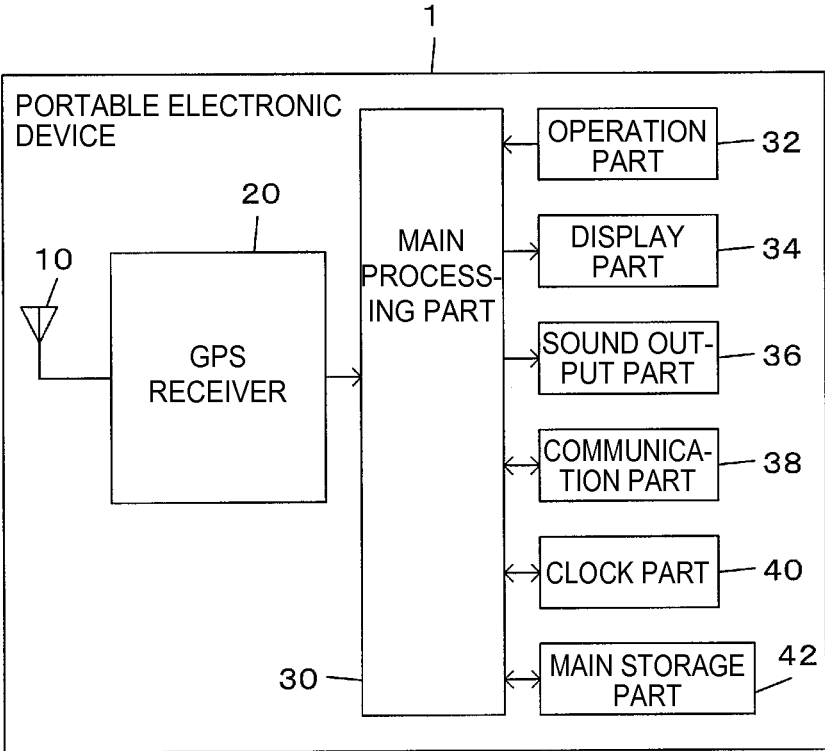 1
PORTABLE ELECTRONIC
DEVICE
10
20
GPS
RECEIVER
MAIN
PROCESS-
ING PART
30
OPERATION
PART
32
DISPLAY
PART
34
SOUND OUT-
PUT PART
36
COMMUNICA-
TION PART
38
CLOCK PART
40
MAIN STORAGE
PART
42